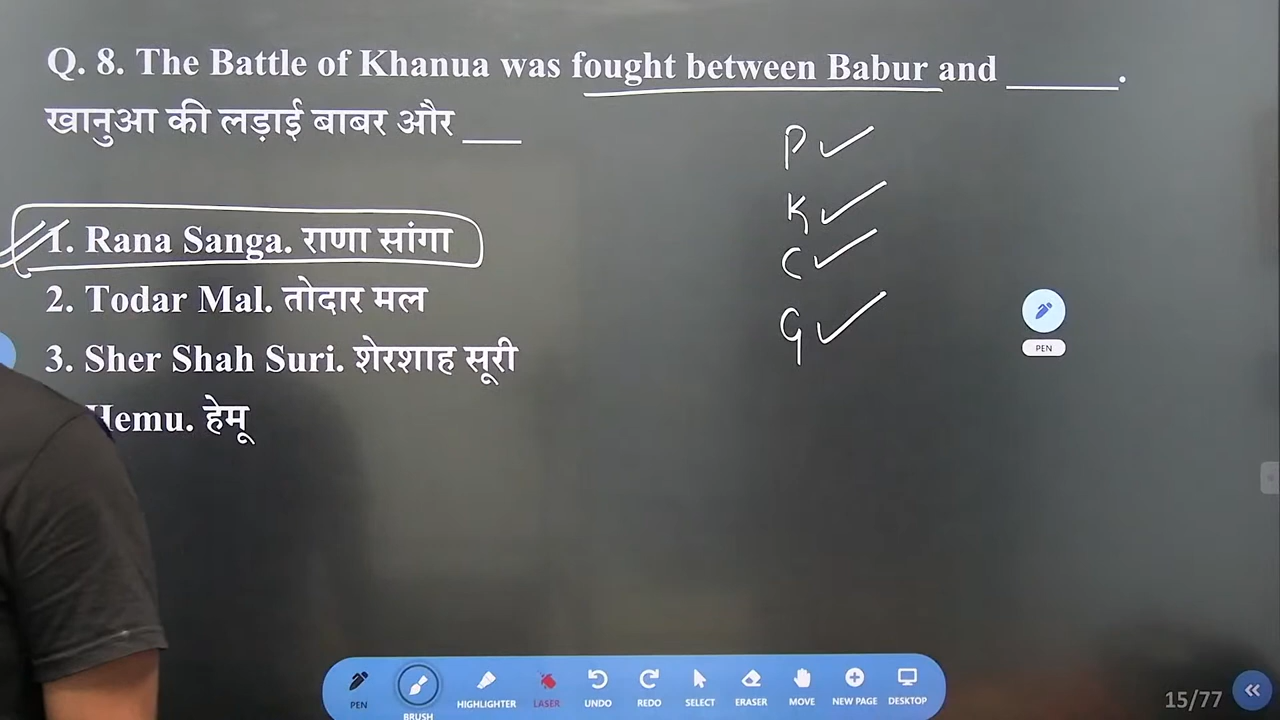 Q. 8. The Battle of Khanua was fought between Babur and ______.
खानुआ की लड़ाई बाबर और ___
1. Rana Sanga. राणा सांगा
2. Todar Mal. तोदार मल
3. Sher Shah Suri. शेरशाह सूरी
Hemu. हेमू
P
K
C
G
PEN
PEN
BRUSH
HIGHLIGHTER
LASER
UNDO
REDO
SELECT
ERASER
MOVE
NEW PAGE
DESKTOP
15/77